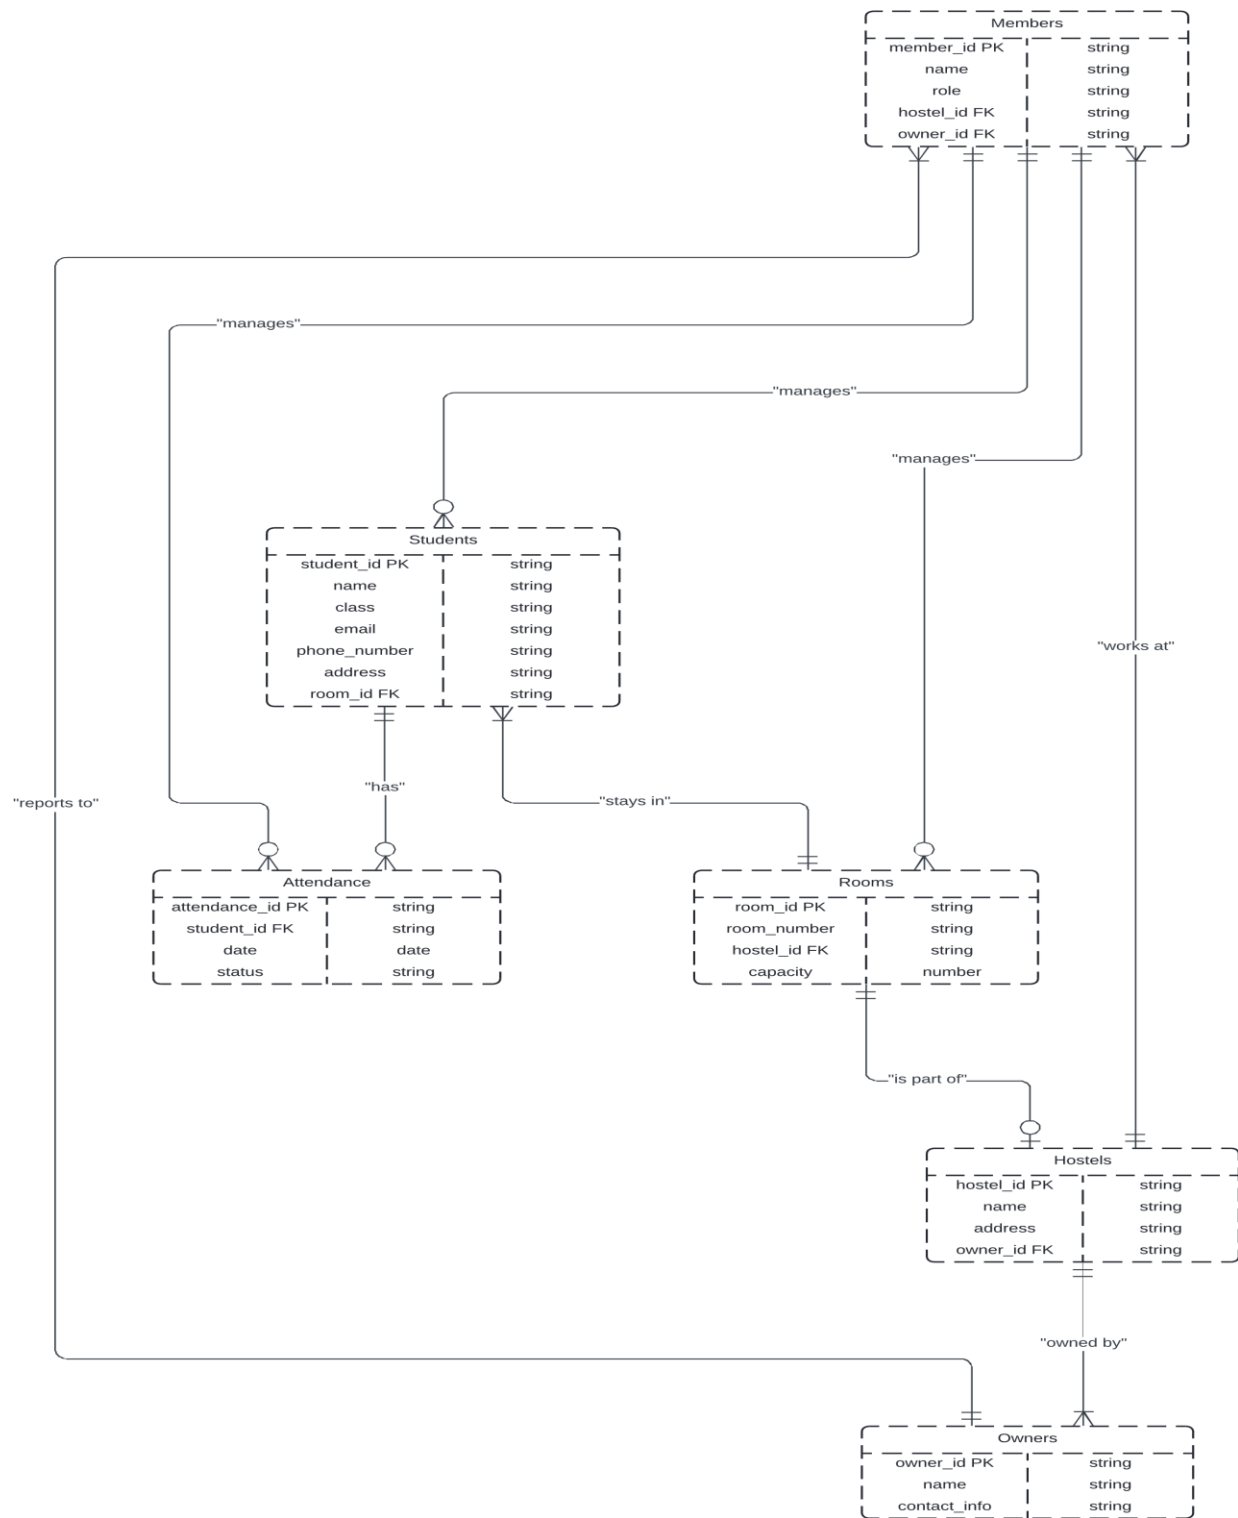 Members
member_id PK string
name string
role string
hostel_id FK string
owner_id FK string
"manages"
"manages"
"manages"
Students
student_id PK string
name string
class string
email string
phone_number string
address string
room_id FK string
"works at"
"has"
"reports to"
"stays in"
Attendance
attendance_id PK string
student_id FK string
date date
status string
Rooms
room_id PK string
room_number string
hostel_id FK string
capacity number
"is part of"
Hostels
hostel_id PK string
name string
address string
owner_id FK string
"owned by"
Owners
owner_id PK string
name string
contact_info string